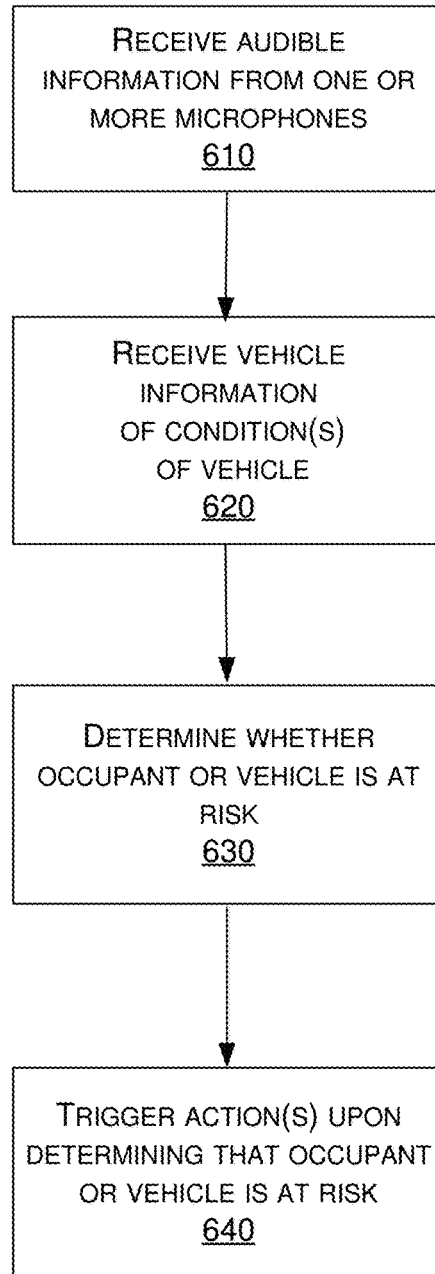 RECEIVE AUDIBLE
INFORMATION FROM ONE OR
MORE MICROPHONES
610
RECEIVE VEHICLE
INFORMATION
OF CONDITION(S)
OF VEHICLE
620
DETERMINE WHETHER
OCCUPANT OR VEHICLE IS AT
RISK
630
TRIGGER ACTION(S) UPON
DETERMINING THAT OCCUPANT
OR VEHICLE IS AT RISK
640